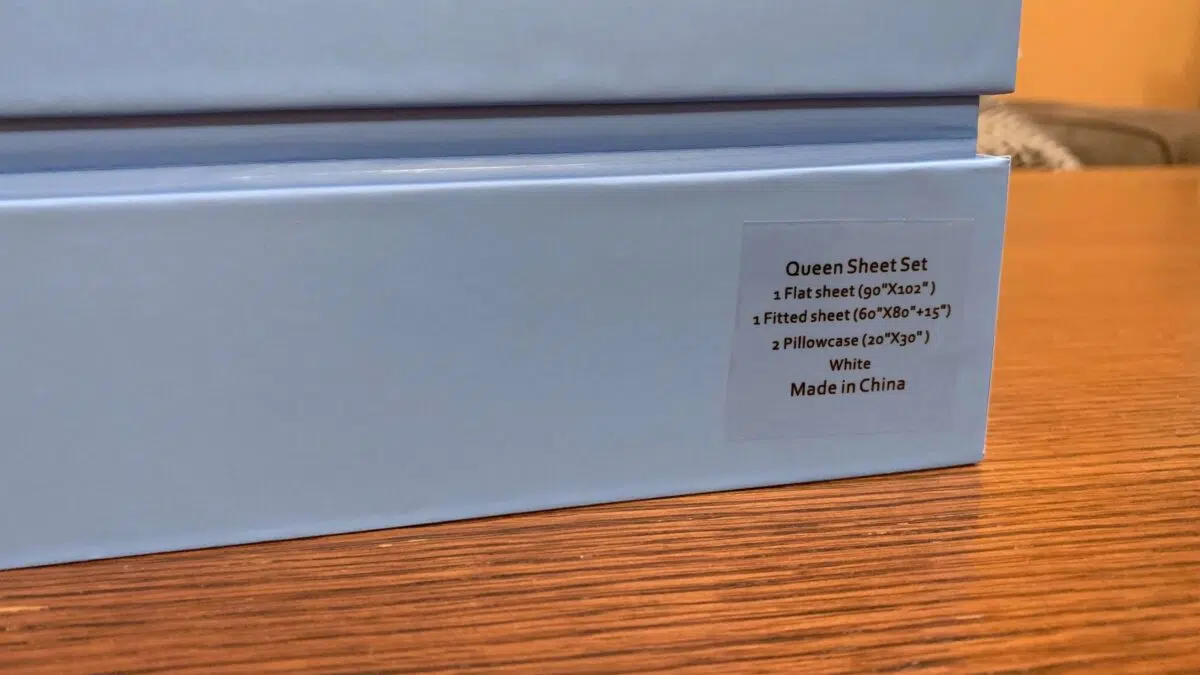 Queen Sheet Set
1 Flat sheet (90"X102" )
1 Fitted sheet (60"X80"+15")
2 Pillowcase (20"X30" )
White
Made in China